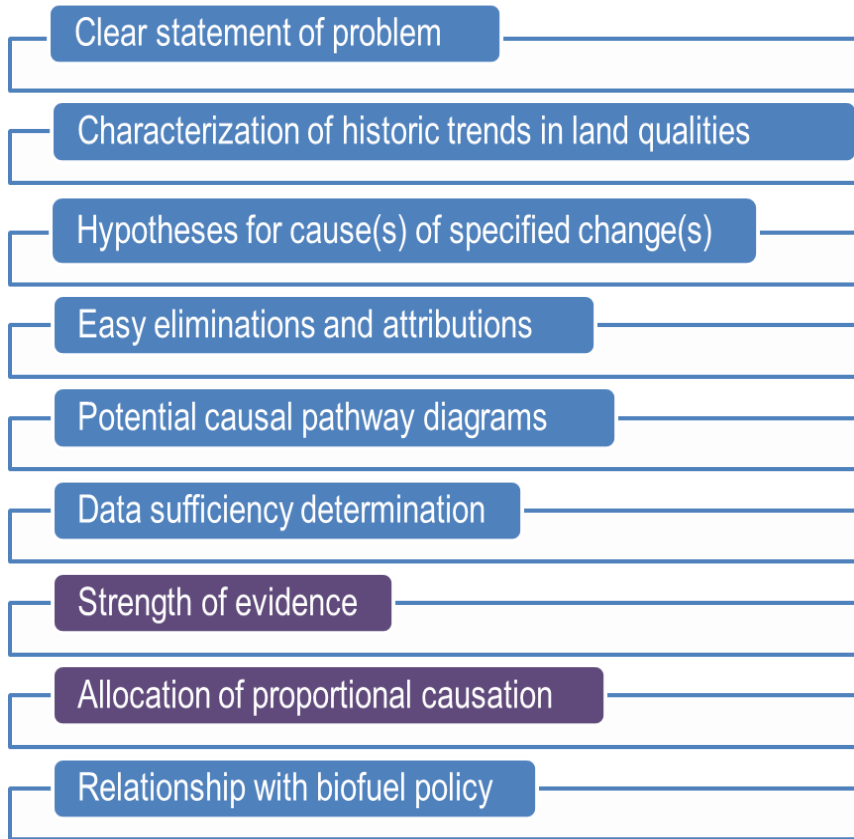 Clear statement of problem
Characterization of historic trends in land qualities
Hypotheses for cause(s) of specified change(s)
Easy eliminations and attributions
Potential causal pathway diagrams
Data sufficiency determination
Strength of evidence
Allocation of proportional causation
Relationship with biofuel policy